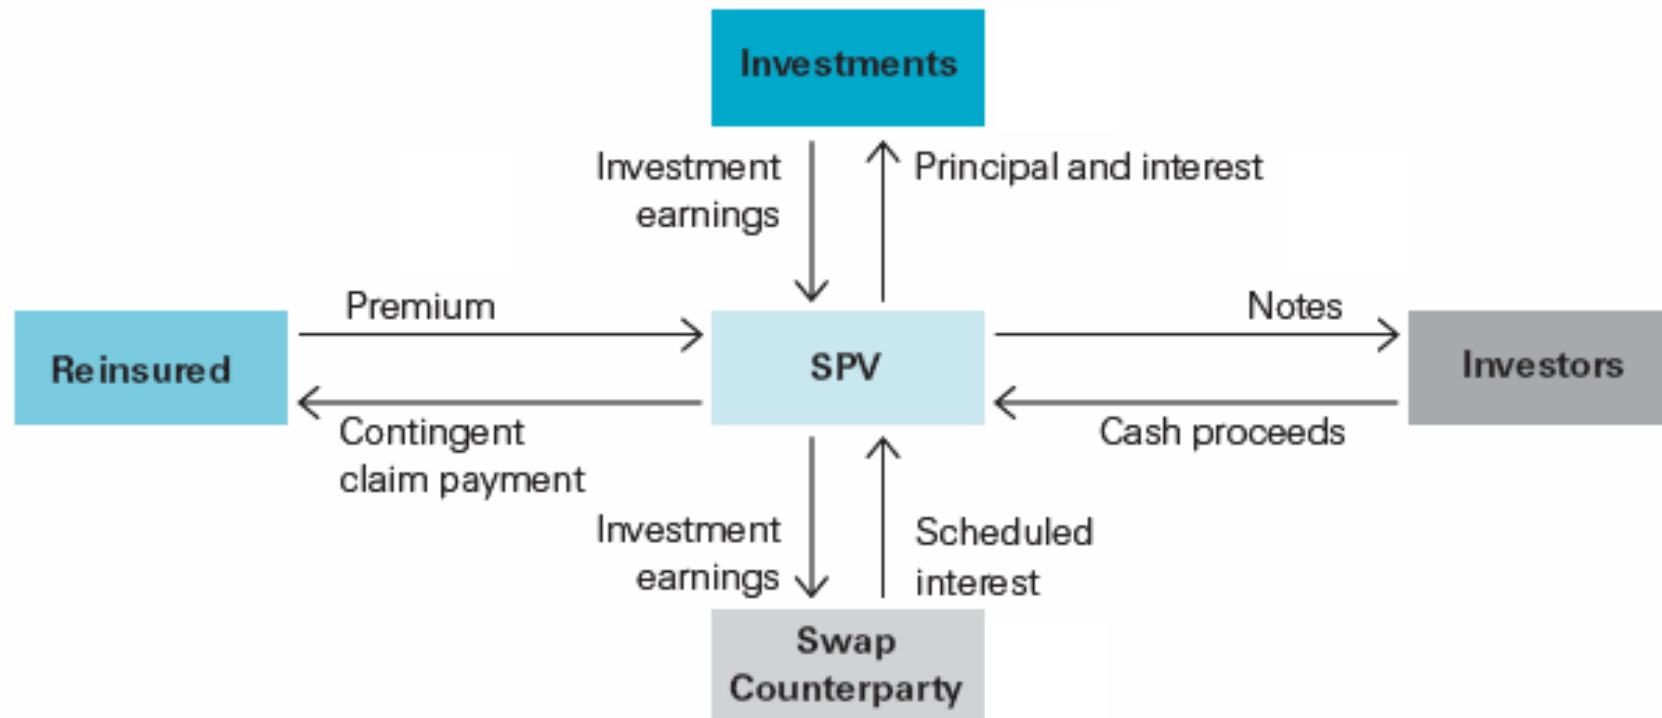 Investments
Investment
earnings
Principal and interest
Premium
Notes
Reinsured
SPV
Investors
Contingent
claim payment
Cash proceeds
Investment
earnings
Scheduled
interest
Swap
Counterparty